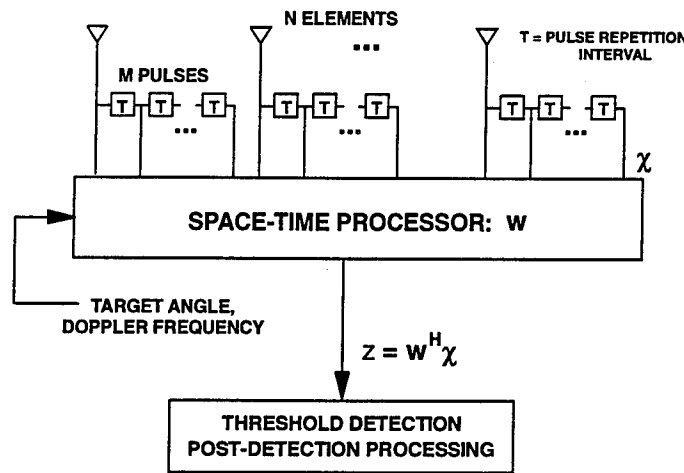 N ELEMENTS
T = PULSE REPETITION
INTERVAL
M PULSES
T T T T T T T T T
χ
SPACE-TIME PROCESSOR: w
TARGET ANGLE,
DOPPLER FREQUENCY
z = w^H χ
THRESHOLD DETECTION
POST-DETECTION PROCESSING